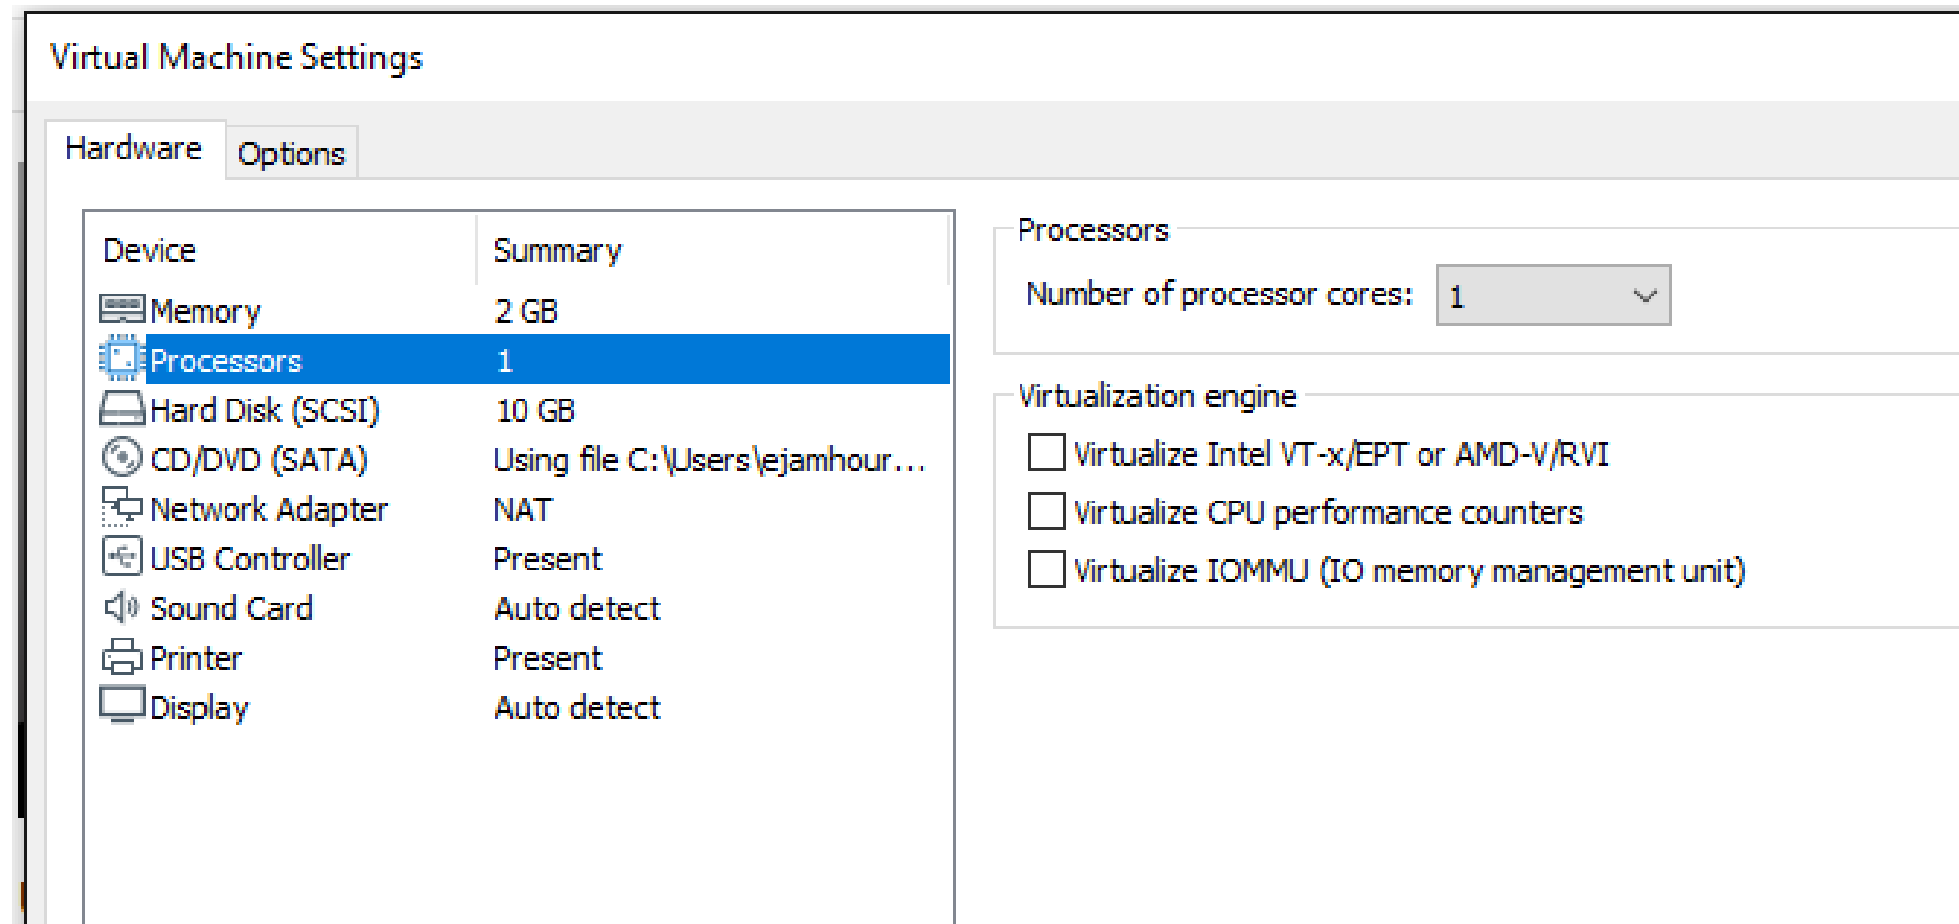 Virtual Machine Settings
Hardware Options
Device Summary
Memory 2 GB
Processors 1
Hard Disk (SCSI) 10 GB
CD/DVD (SATA) Using file C:\Users\ejamhour...
Network Adapter NAT
USB Controller Present
Sound Card Auto detect
Printer Present
Display Auto detect
Processors
Number of processor cores: 1
Virtualization engine
Virtualize Intel VT-x/EPT or AMD-V/RVI
Virtualize CPU performance counters
Virtualize IOMMU (IO memory management unit)